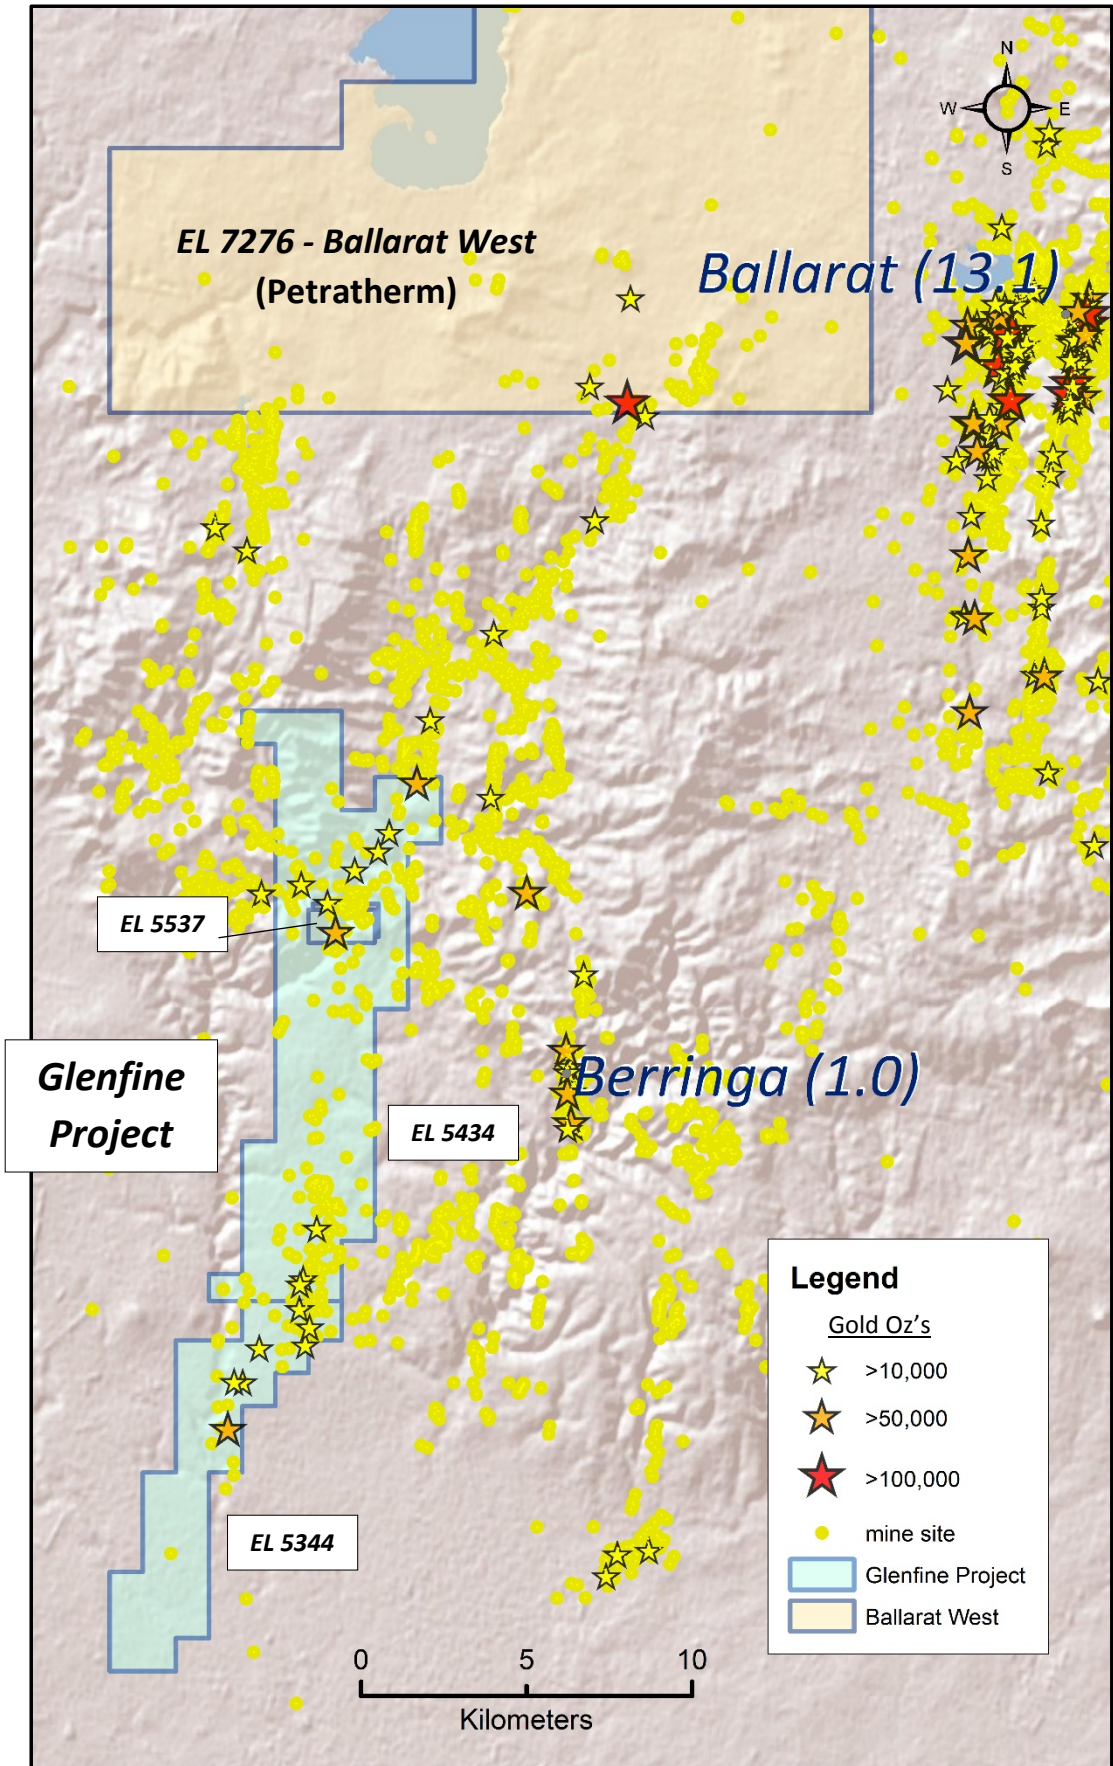 N
W E
S
EL 7276 - Ballarat West
(Petratherm)
Ballarat (13.1)
EL 5537
Glenfine
Project
Berringa (1.0)
EL 5434
EL 5344
Legend
Gold Oz's
>10,000
>50,000
>100,000
mine site
Glenfine Project
Ballarat West
0 5 10
Kilometers